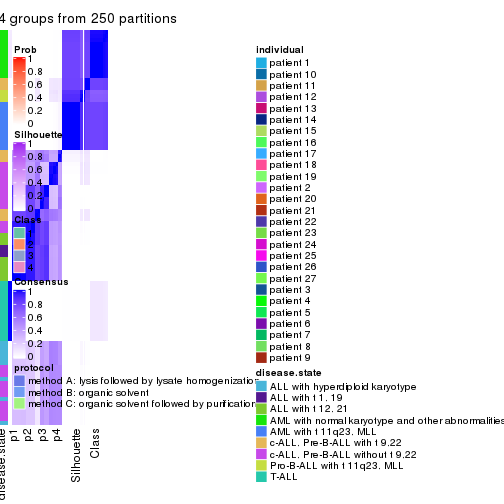 4 groups from 250 partitions
Prob
1
0.8
0.6
0.4
0.2
0
Silhouette
1
0.8
0.6
0.4
0.2
0
Class
1
2
3
4
Consensus
1
0.8
0.6
0.4
0.2
0
protocol
method A: lysis followed by lysate homogenization
method B: organic solvent
method C: organic solvent followed by purification
disease.state
p1
p2
p3
p4
Silhouette
Class
individual
patient 1
patient 10
patient 11
patient 12
patient 13
patient 14
patient 15
patient 16
patient 17
patient 18
patient 19
patient 2
patient 20
patient 21
patient 22
patient 23
patient 24
patient 25
patient 26
patient 27
patient 3
patient 4
patient 5
patient 6
patient 7
patient 8
patient 9
disease.state
ALL with hyperdiploid karyotype
ALL with t 1. 19
ALL with t 12. 21
AML with normal karyotype and other abnormalities
AML with t 11q23. MLL
c-ALL. Pre-B-ALL with t 9.22
c-ALL. Pre-B-ALL without t 9.22
Pro-B-ALL with t 11q23. MLL
T-ALL